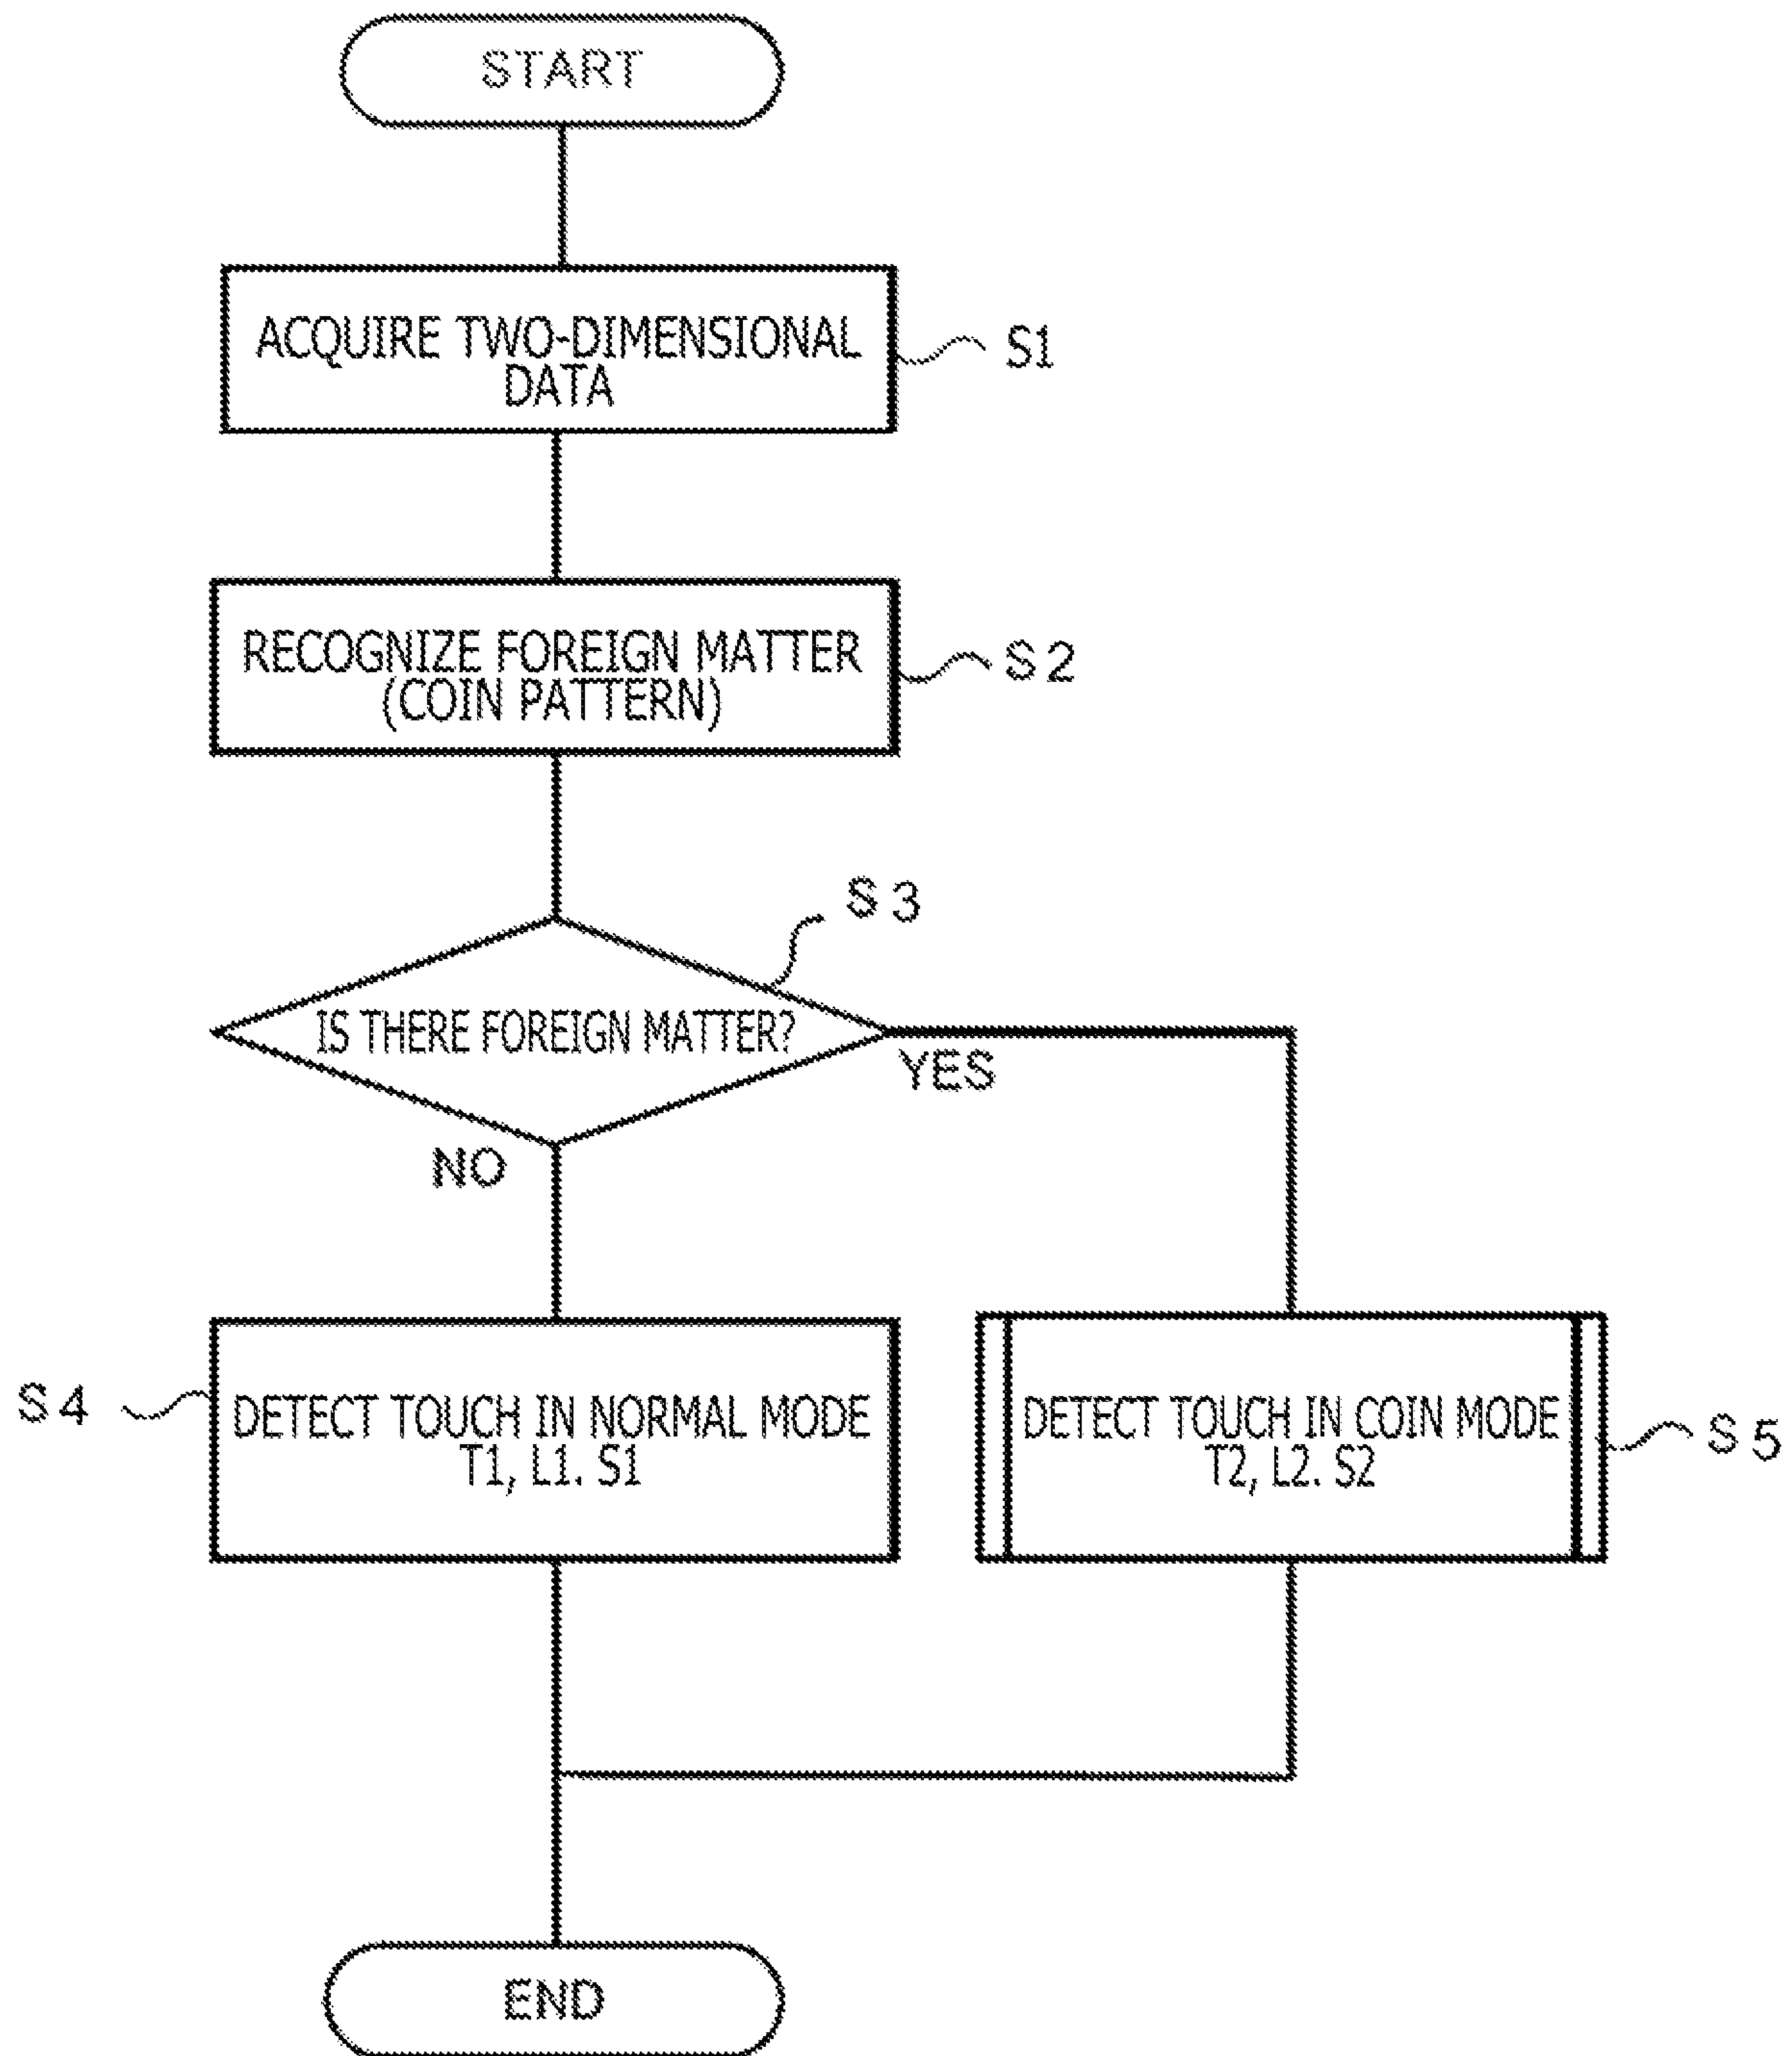 START
ACQUIRE TWO-DIMENSIONAL
DATA
S1
RECOGNIZE FOREIGN MATTER
(COIN PATTERN)
S2
S3
IS THERE FOREIGN MATTER?
YES
NO
S4
DETECT TOUCH IN NORMAL MODE
T1, L1. S1
DETECT TOUCH IN COIN MODE
T2, L2. S2
S5
END